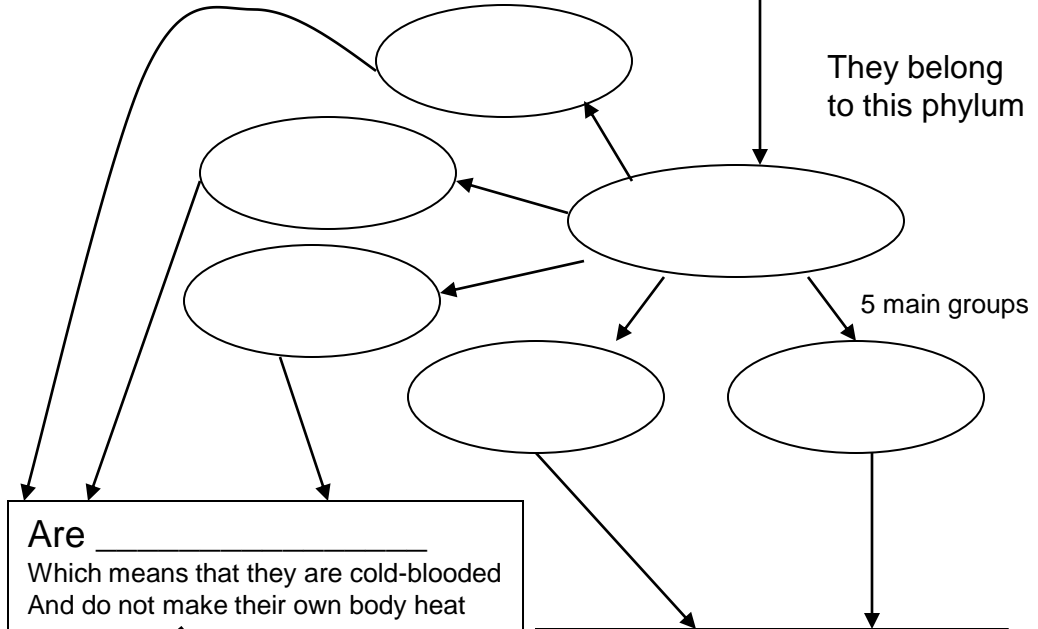 They belong
to this phylum
5 main groups
Are ________________
Which means that they are cold-blooded
And do not make their own body heat